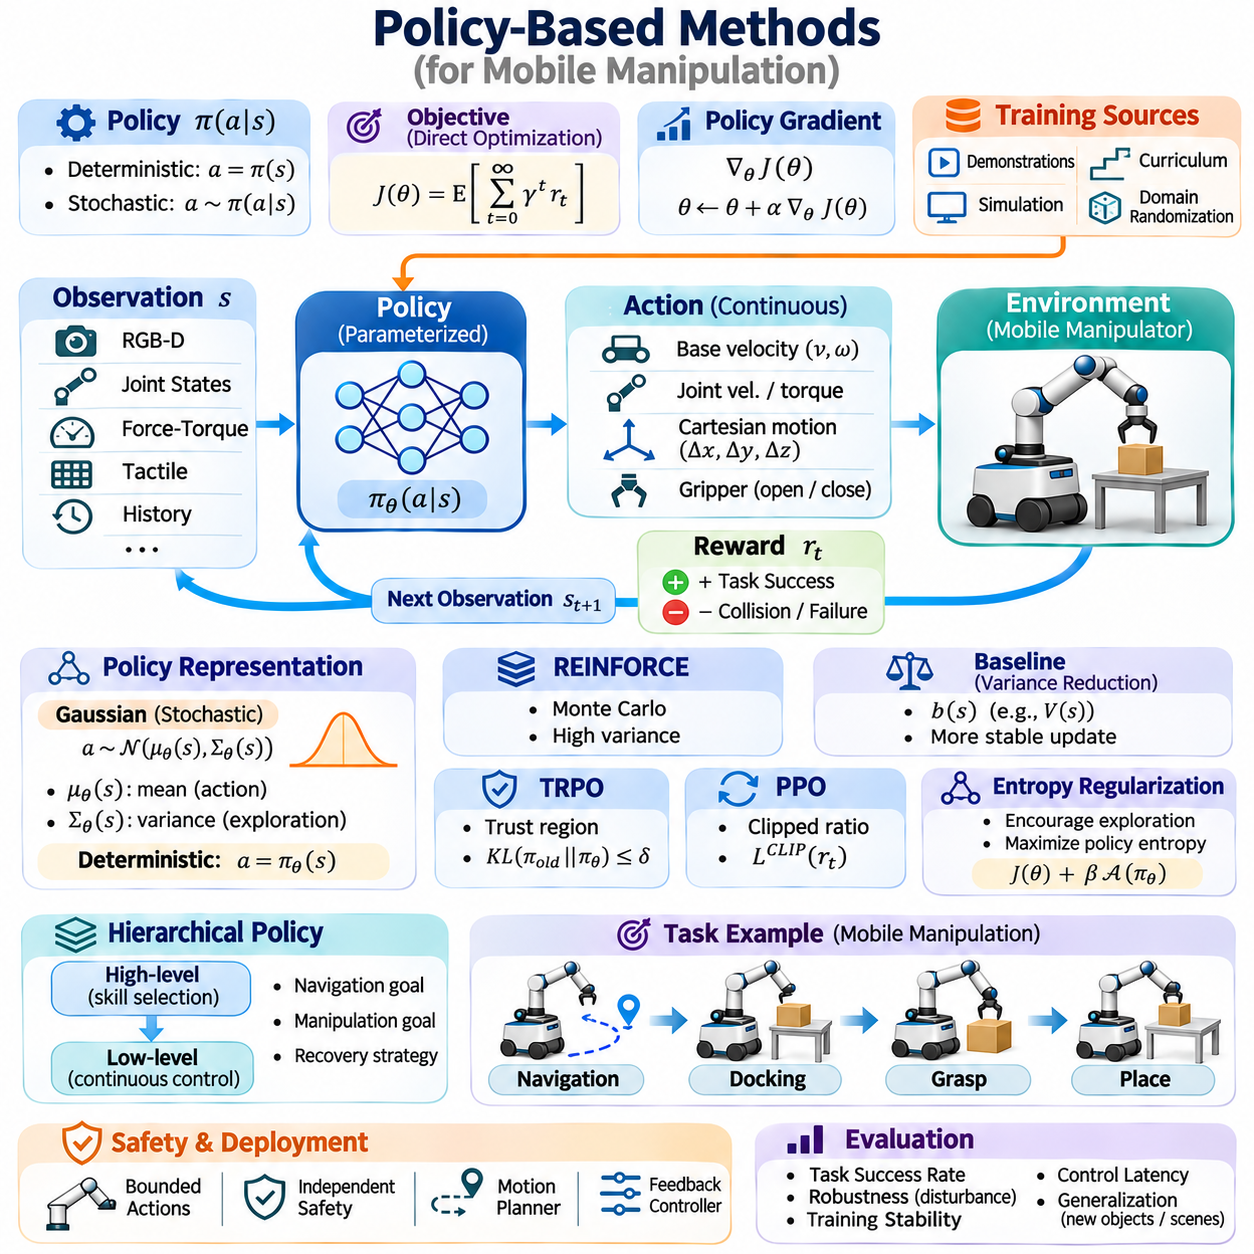 Policy-Based Methods
(for Mobile Manipulation)
Policy π(a|s)
• Deterministic: a = π(s)
• Stochastic: a ~ π(a|s)
Objective
(Direct Optimization)
J(θ) = E[ ∞∑t=0 γ^t r_t ]
Policy Gradient
∇_θ J(θ)
θ ← θ + α ∇_θ J(θ)
Training Sources
Demonstrations
Curriculum
Simulation
Domain
Randomization
Observation s
RGB-D
Joint States
Force-Torque
Tactile
History
...
Policy
(Parameterized)
π_θ(a|s)
Action (Continuous)
Base velocity (v, ω)
Joint vel. / torque
Cartesian motion
(Δx, Δy, Δz)
Gripper (open / close)
Environment
(Mobile Manipulator)
Reward r_t
+ Task Success
− Collision / Failure
Next Observation s_{t+1}
Policy Representation
Gaussian (Stochastic)
a ~ 𝒩(μ_θ(s), Σ_θ(s))
• μ_θ(s): mean (action)
• Σ_θ(s): variance (exploration)
Deterministic: a = π_θ(s)
REINFORCE
• Monte Carlo
• High variance
Baseline
(Variance Reduction)
• b(s) (e.g., V(s))
• More stable update
TRPO
• Trust region
• KL(π_old || π_θ) ≤ δ
PPO
• Clipped ratio
• L^CLIP(r_t)
Entropy Regularization
• Encourage exploration
• Maximize policy entropy
J(θ) + β 𝒜(π_θ)
Hierarchical Policy
High-level
(skill selection)
Low-level
(continuous control)
• Navigation goal
• Manipulation goal
• Recovery strategy
Task Example (Mobile Manipulation)
Navigation
Docking
Grasp
Place
Safety & Deployment
Bounded
Actions
Independent
Safety
Motion
Planner
Feedback
Controller
Evaluation
• Task Success Rate
• Robustness (disturbance)
• Training Stability
• Control Latency
• Generalization
(new objects / scenes)